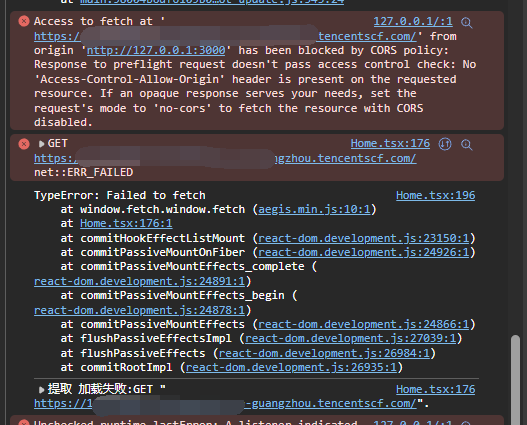 Access to fetch at '
127.0.0.1/:1
https:// .tencentscf.com/' from
origin 'http://127.0.0.1:3000' has been blocked by CORS policy:
Response to preflight request doesn't pass access control check: No
'Access-Control-Allow-Origin' header is present on the requested
resource. If an opaque response serves your needs, set the
request's mode to 'no-cors' to fetch the resource with CORS
disabled.
GET
Home.tsx:176
https:// angzhou.tencentscf.com/
net::ERR_FAILED
TypeError: Failed to fetch
Home.tsx:196
at window.fetch.window.fetch (aegis.min.js:10:1)
at Home.tsx:176:1
at commitHookEffectListMount (react-dom.development.js:23150:1)
at commitPassiveMountOnFiber (react-dom.development.js:24926:1)
at commitPassiveMountEffects_complete (
react-dom.development.js:24891:1)
at commitPassiveMountEffects_begin (
react-dom.development.js:24878:1)
at commitPassiveMountEffects (react-dom.development.js:24866:1)
at flushPassiveEffectsImpl (react-dom.development.js:27039:1)
at flushPassiveEffects (react-dom.development.js:26984:1)
at commitRootImpl (react-dom.development.js:26935:1)
提取 加载失败:GET "
Home.tsx:176
https://1 -guangzhou.tencentscf.com/".
Unchecked runtime.lastError: A listener indicated
127.0.0.1/:1